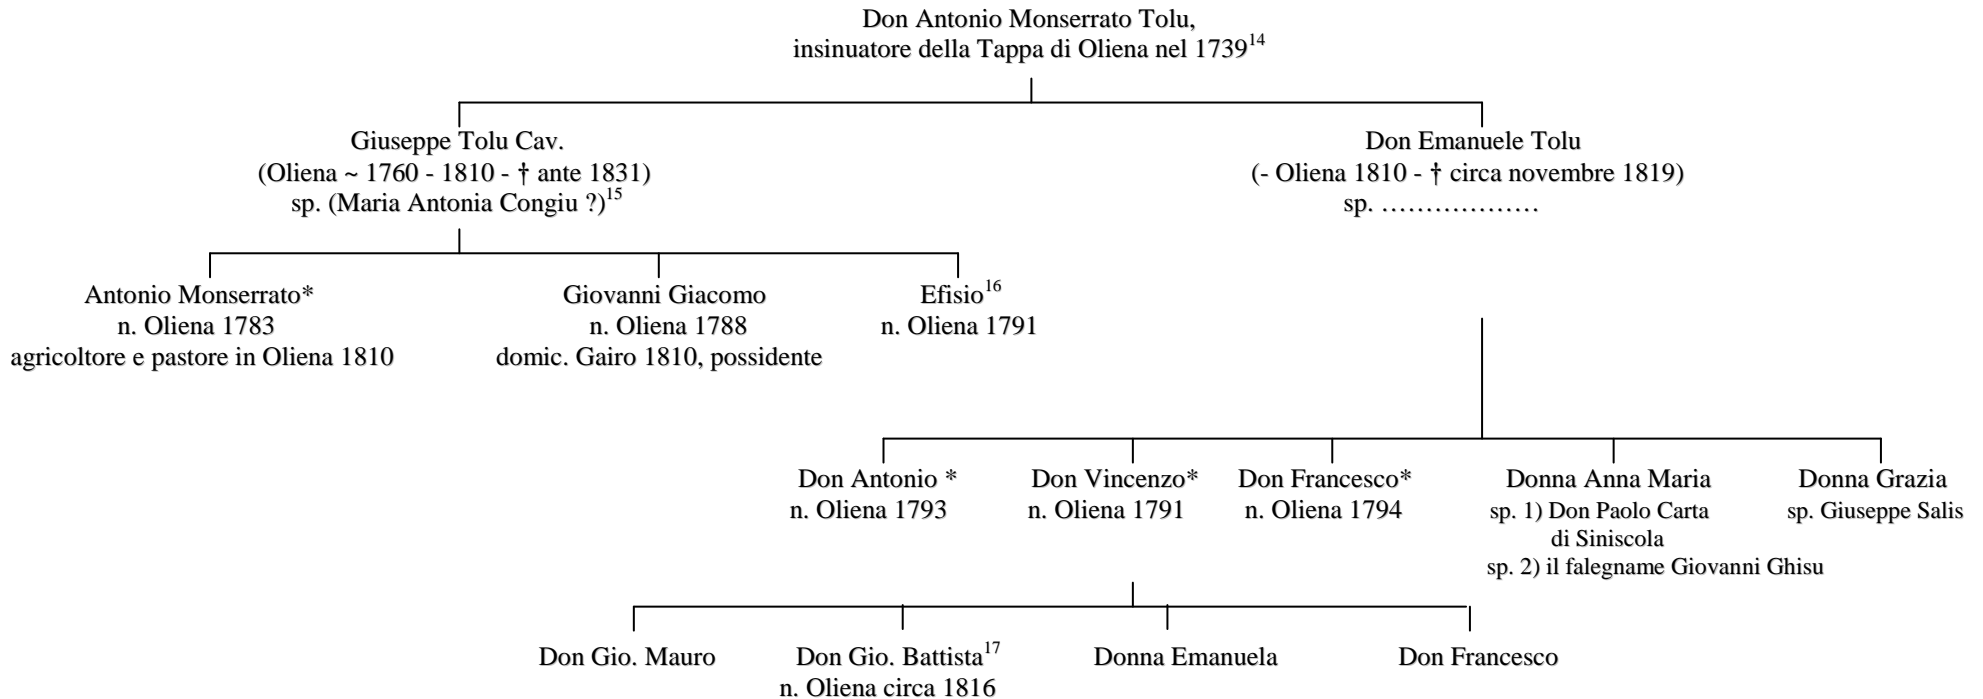 Don Antonio Monserrato Tolu,
insinuatore della Tappa di Oliena nel 1739¹⁴
Giuseppe Tolu Cav.
(Oliena ~ 1760 - 1810 - † ante 1831)
sp. (Maria Antonia Congiu ?)¹⁵
Don Emanuele Tolu
(- Oliena 1810 - † circa novembre 1819)
sp. ………………
Antonio Monserrato*
n. Oliena 1783
agricoltore e pastore in Oliena 1810
Giovanni Giacomo
n. Oliena 1788
domic. Gairo 1810, possidente
Efisio¹⁶
n. Oliena 1791
Don Antonio *
n. Oliena 1793
Don Vincenzo*
n. Oliena 1791
Don Francesco*
n. Oliena 1794
Donna Anna Maria
sp. 1) Don Paolo Carta
di Siniscola
sp. 2) il falegname Giovanni Ghisu
Donna Grazia
sp. Giuseppe Salis
Don Gio. Mauro
Don Gio. Battista¹⁷
n. Oliena circa 1816
Donna Emanuela
Don Francesco